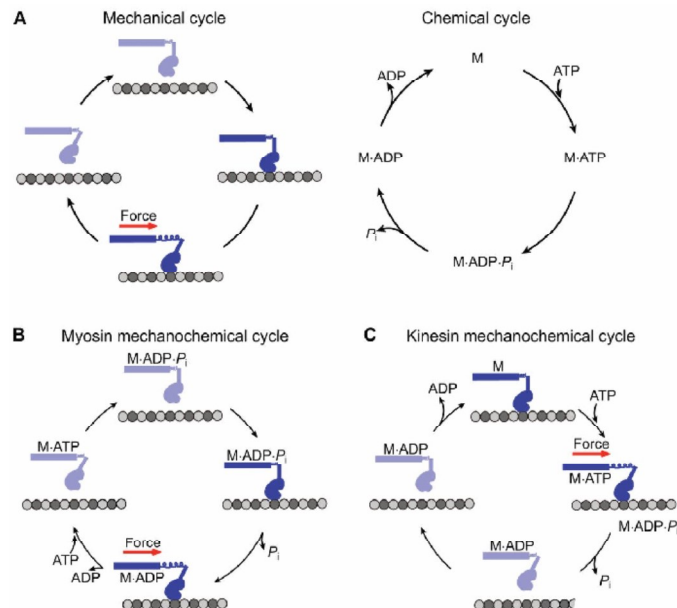 A
Mechanical cycle
Force
Chemical cycle
M
ATP
M·ATP
M·ADP·Pi
Pi
M·ADP
ADP
B
Myosin mechanochemical cycle
M·ADP·Pi
M·ATP
M·ADP·Pi
Pi
Force
M·ADP
ATP
ADP
C
Kinesin mechanochemical cycle
M
ADP
ATP
Force
M·ADP
M·ATP
M·ADP·Pi
M·ADP
Pi